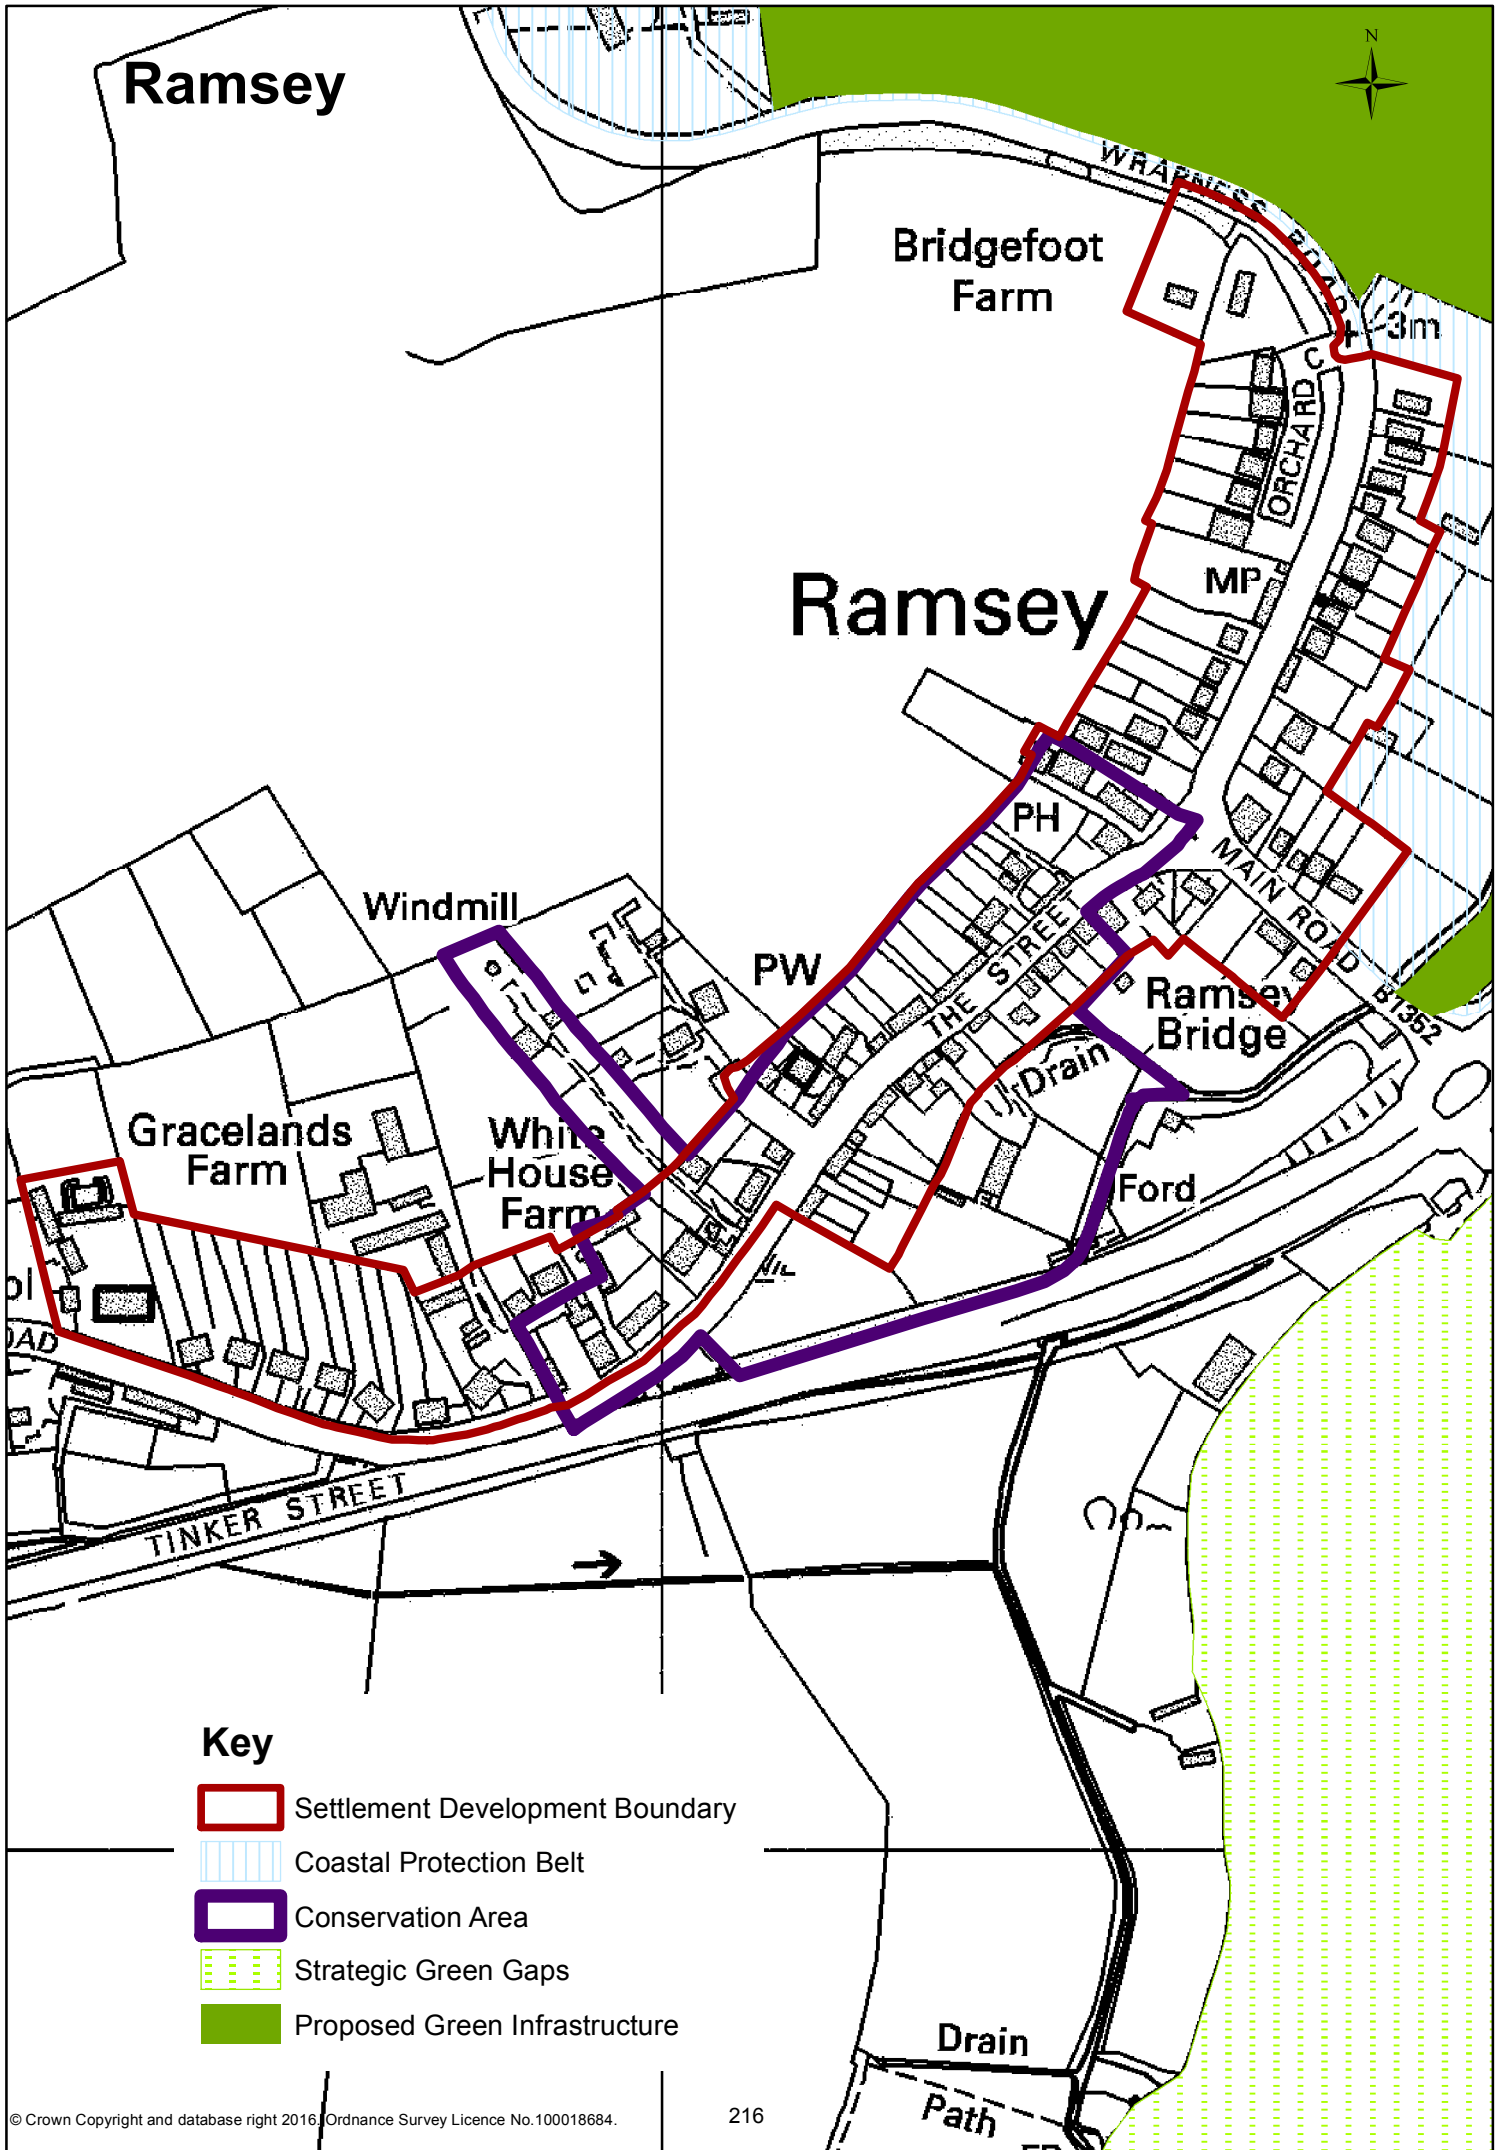 Ramsey
N
WRABNESS ROAD
Bridgefoot
Farm
3m
ORCHARD C
MP
Ramsey
PH
MAIN ROAD
B1352
Windmill
PW
THE STREET
Ramsey
Bridge
Drain
Gracelands
Farm
White
House
Farm
Ford
ol
OAD
TINKER STREET
Key
Settlement Development Boundary
Coastal Protection Belt
Conservation Area
Strategic Green Gaps
Proposed Green Infrastructure
Drain
Path
© Crown Copyright and database right 2016. Ordnance Survey Licence No.100018684.
216